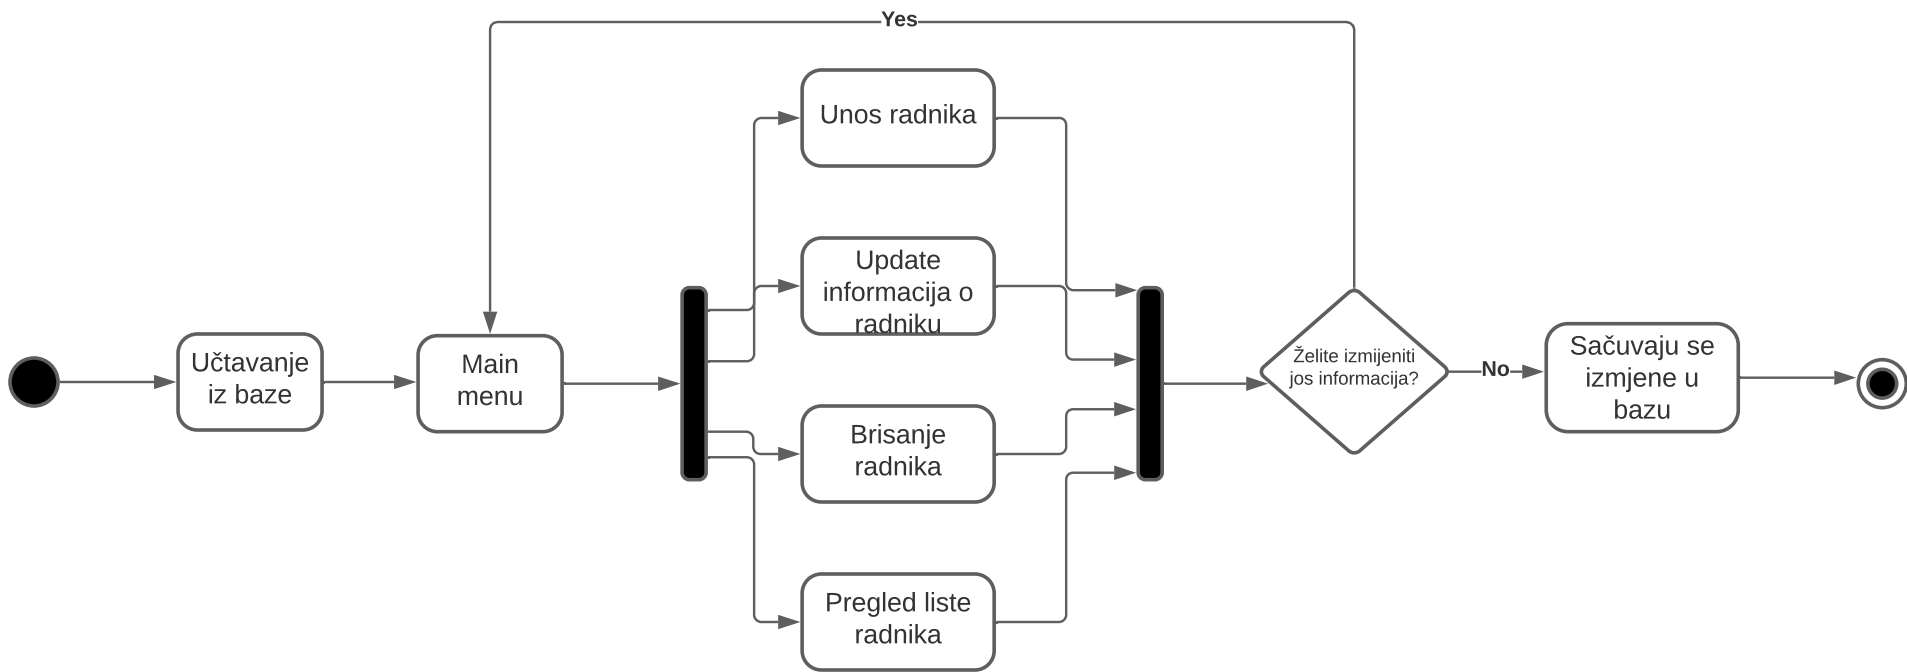 Yes
Unos radnika
Update
informacija o
radniku
Učtavanje
iz baze
Main
menu
Želite izmijeniti
jos informacija?
No
Sačuvaju se
izmjene u
bazu
Brisanje
radnika
Pregled liste
radnika